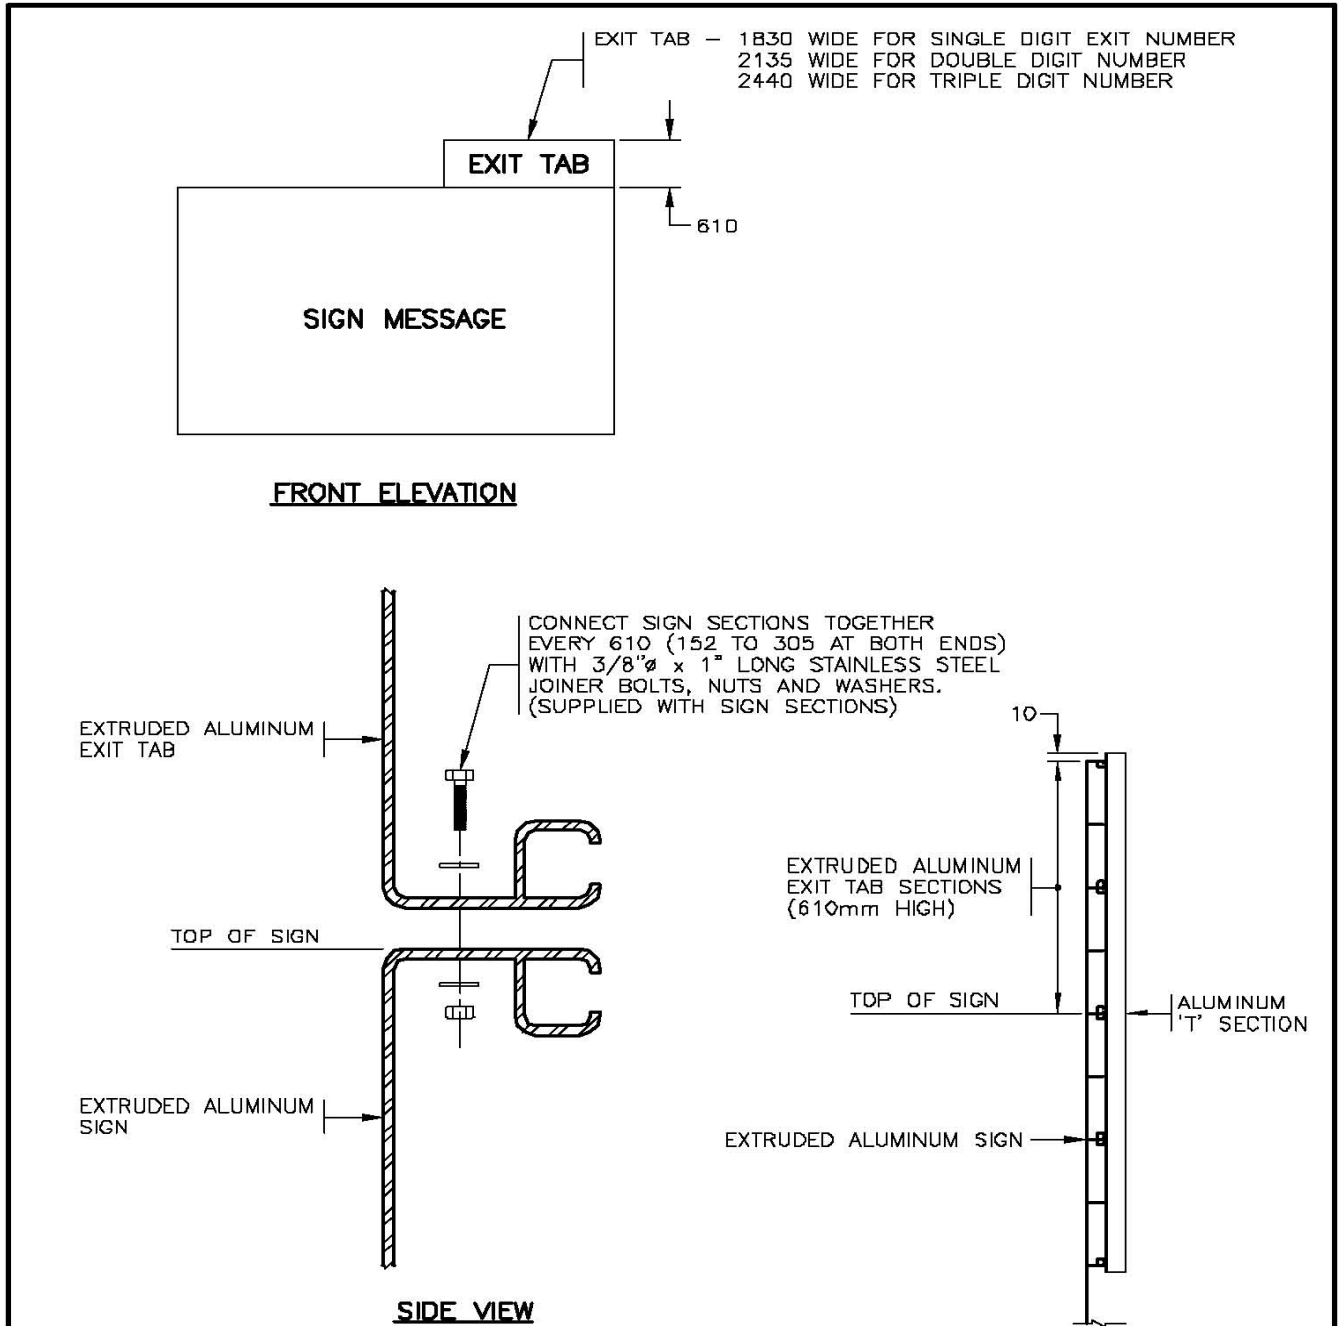 EXIT TAB – 1830 WIDE FOR SINGLE DIGIT EXIT NUMBER
2135 WIDE FOR DOUBLE DIGIT NUMBER
2440 WIDE FOR TRIPLE DIGIT NUMBER
EXIT TAB
610
SIGN MESSAGE
FRONT ELEVATION
CONNECT SIGN SECTIONS TOGETHER
EVERY 610 (152 TO 305 AT BOTH ENDS)
WITH 3/8"ø x 1" LONG STAINLESS STEEL
JOINER BOLTS, NUTS AND WASHERS.
(SUPPLIED WITH SIGN SECTIONS)
EXTRUDED ALUMINUM
EXIT TAB
TOP OF SIGN
EXTRUDED ALUMINUM
SIGN
SIDE VIEW
10
EXTRUDED ALUMINUM
EXIT TAB SECTIONS
(610mm HIGH)
TOP OF SIGN
ALUMINUM
'T' SECTION
EXTRUDED ALUMINUM SIGN